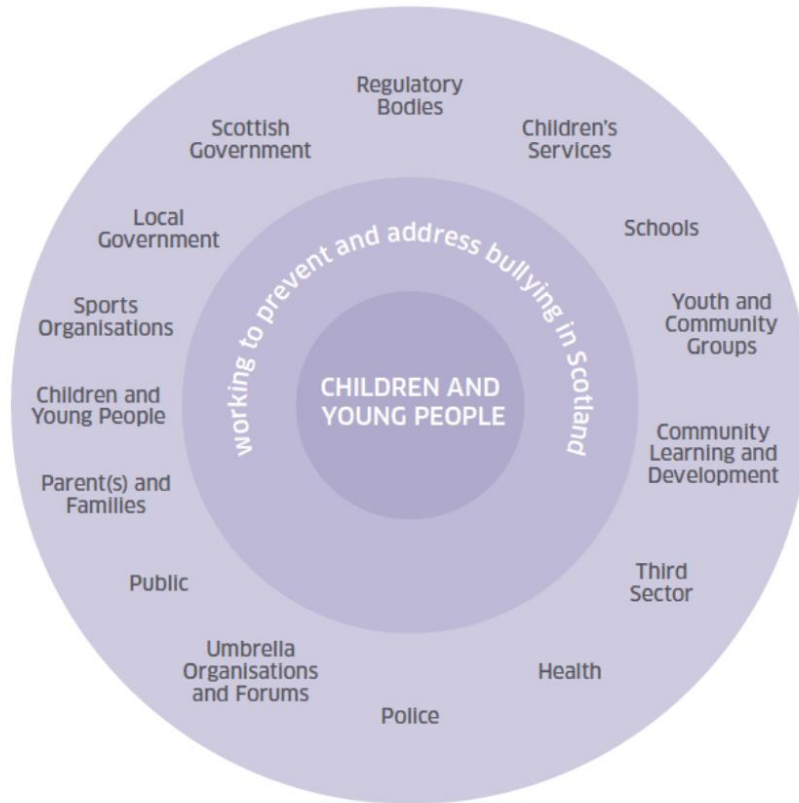 Regulatory
Bodies
Children's
Services
Schools
Youth and
Community
Groups
Community
Learning and
Development
Third
Sector
Health
Police
Umbrella
Organisations
and Forums
Public
Parent(s) and
Families
Children and
Young People
Sports
Organisations
Local
Government
Scottish
Government
working to prevent and address bullying in Scotland
CHILDREN AND
YOUNG PEOPLE